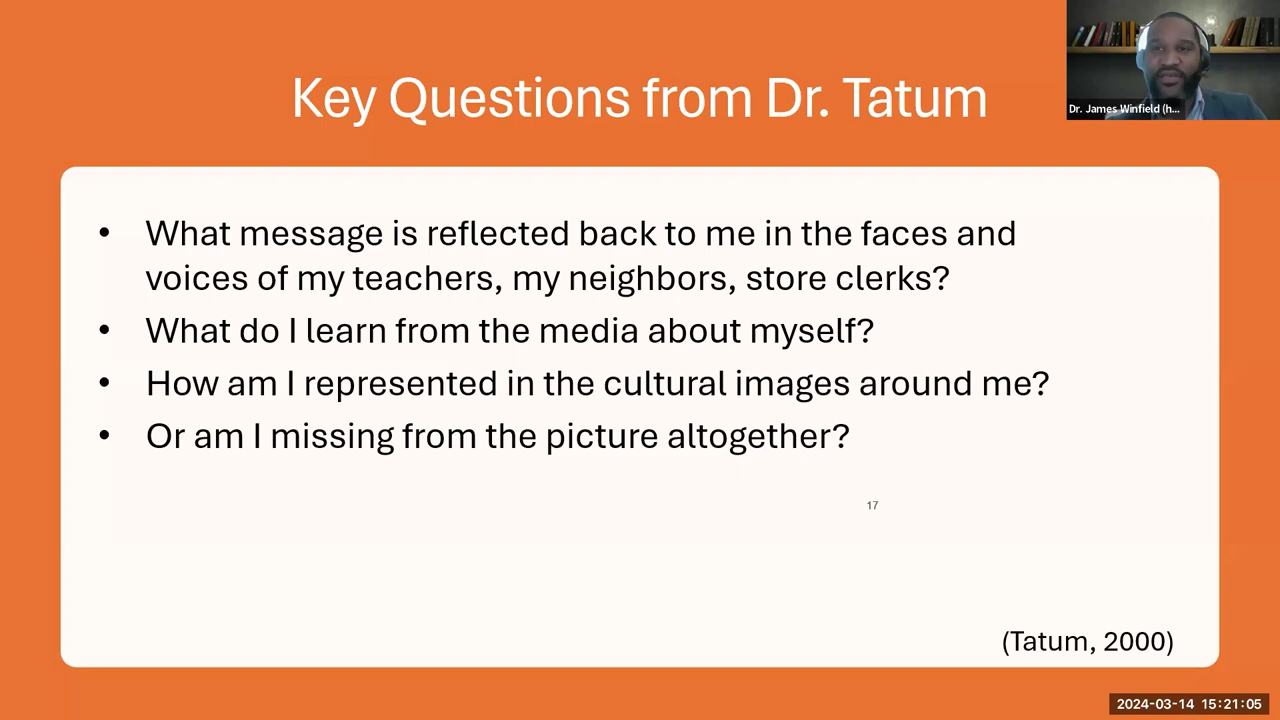 Key Questions from Dr. Tatum
Dr. James Winfield (h...
• What message is reflected back to me in the faces and
voices of my teachers, my neighbors, store clerks?
• What do I learn from the media about myself?
• How am I represented in the cultural images around me?
• Or am I missing from the picture altogether?
17
(Tatum, 2000)
2024-03-14 15:21:05